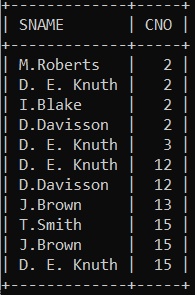 +--------------+-----+
| SNAME        | CNO |
+--------------+-----+
| M.Roberts    |   2 |
| D. E. Knuth  |   2 |
| I.Blake      |   2 |
| D.Davisson   |   2 |
| D. E. Knuth  |   3 |
| D. E. Knuth  |  12 |
| D.Davisson   |  12 |
| J.Brown      |  13 |
| T.Smith      |  15 |
| J.Brown      |  15 |
| D. E. Knuth  |  15 |
+--------------+-----+